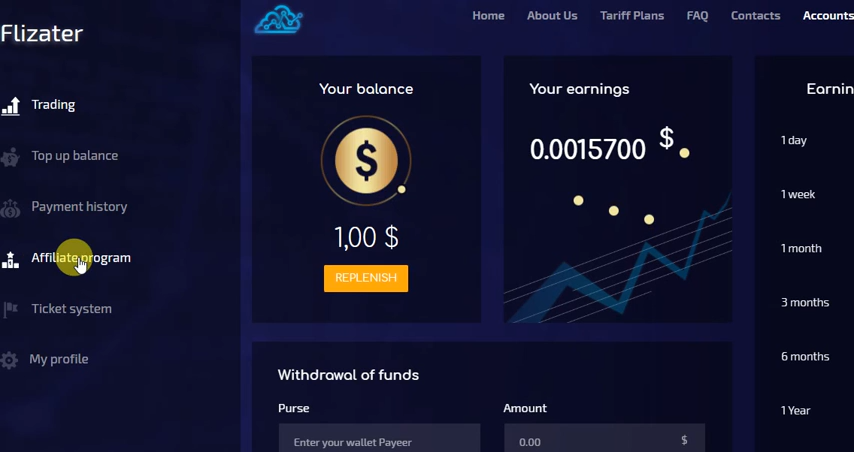 Flizater
Home About Us Tariff Plans FAQ Contacts Accounts
Trading
Top up balance
Payment history
Affiliate program
Ticket system
My profile
Your balance
$
1,00 $
REPLENISH
Your earnings
0.0015700 $
Earnin
1 day
1 week
1 month
3 months
6 months
1 Year
Withdrawal of funds
Purse
Enter your wallet Payeer
Amount
0.00 $